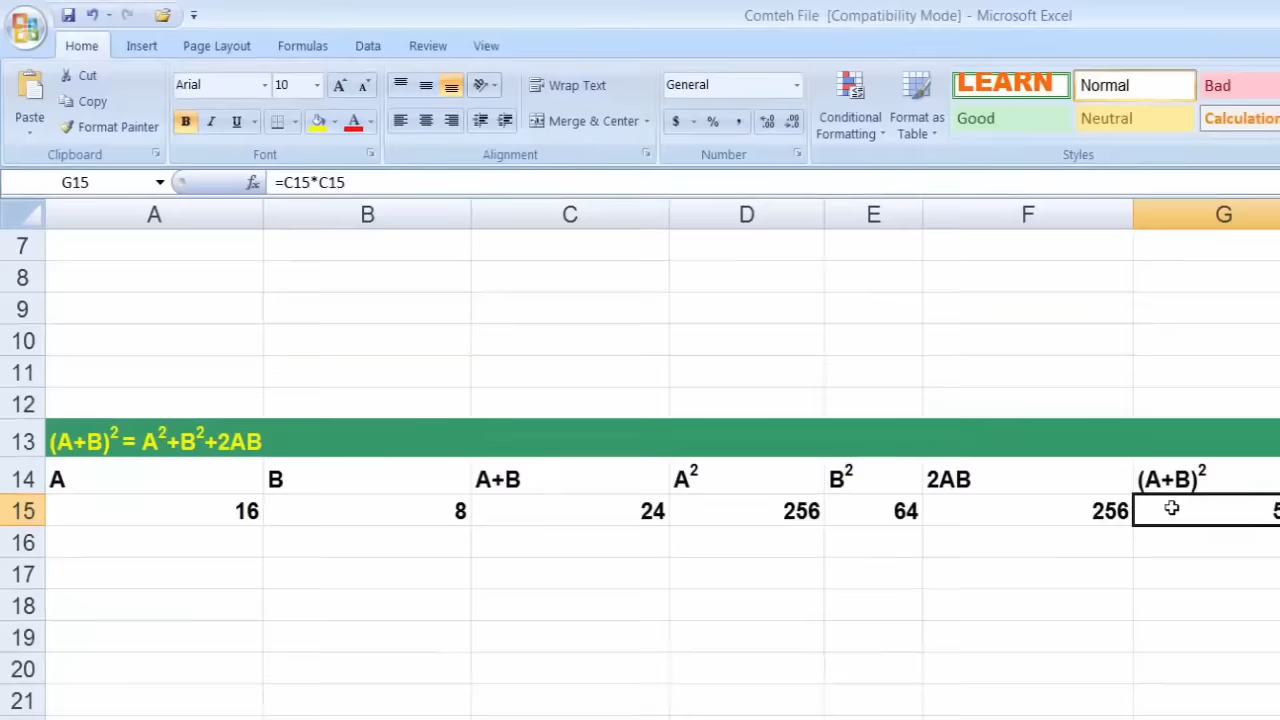 Comteh File  [Compatibility Mode] - Microsoft Excel
Home Insert Page Layout Formulas Data Review View
Cut
Copy
Format Painter
Paste
Clipboard
Arial 10
B I U A
Font
Wrap Text
Merge & Center
Alignment
General
$ % ,
Number
Conditional Formatting
Format as Table
LEARN Normal Bad
Good Neutral Calculation
Styles
G15 fx =C15*C15
A B C D E F G
7
8
9
10
11
12
13 (A+B)² = A²+B²+2AB
14 A B A+B A² B² 2AB (A+B)²
15 16 8 24 256 64 256 5
16
17
18
19
20
21